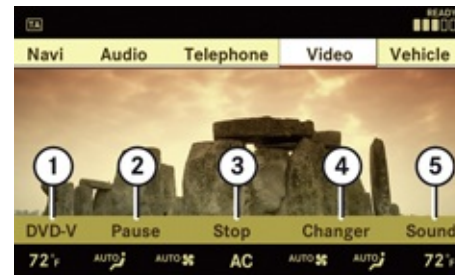 TA READY
Navi Audio Telephone Video Vehicle
1 2 3 4 5
DVD-V Pause Stop Changer Sound
72°F AUTO AUTO AC AUTO AUTO 72°F